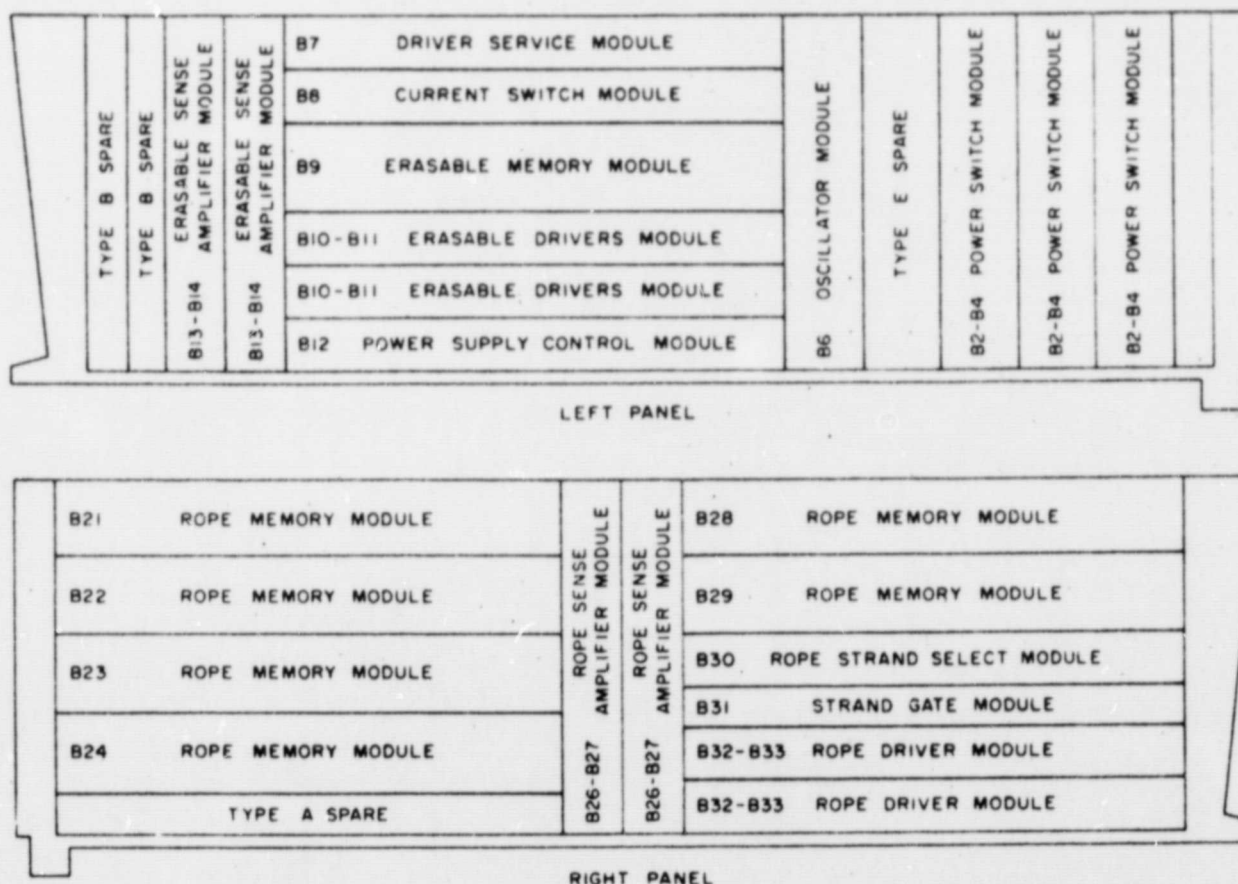 TYPE B SPARE
TYPE B SPARE
B13-B14 ERASABLE SENSE
AMPLIFIER MODULE
B13-B14 ERASABLE SENSE
AMPLIFIER MODULE
B7 DRIVER SERVICE MODULE
B8 CURRENT SWITCH MODULE
B9 ERASABLE MEMORY MODULE
B10-B11 ERASABLE DRIVERS MODULE
B10-B11 ERASABLE DRIVERS MODULE
B12 POWER SUPPLY CONTROL MODULE
B6 OSCILLATOR MODULE
TYPE E SPARE
B2-B4 POWER SWITCH MODULE
B2-B4 POWER SWITCH MODULE
B2-B4 POWER SWITCH MODULE
LEFT PANEL
B21 ROPE MEMORY MODULE
B22 ROPE MEMORY MODULE
B23 ROPE MEMORY MODULE
B24 ROPE MEMORY MODULE
TYPE A SPARE
B26-B27 ROPE SENSE
AMPLIFIER MODULE
B26-B27 ROPE SENSE
AMPLIFIER MODULE
B28 ROPE MEMORY MODULE
B29 ROPE MEMORY MODULE
B30 ROPE STRAND SELECT MODULE
B31 STRAND GATE MODULE
B32-B33 ROPE DRIVER MODULE
B32-B33 ROPE DRIVER MODULE
RIGHT PANEL